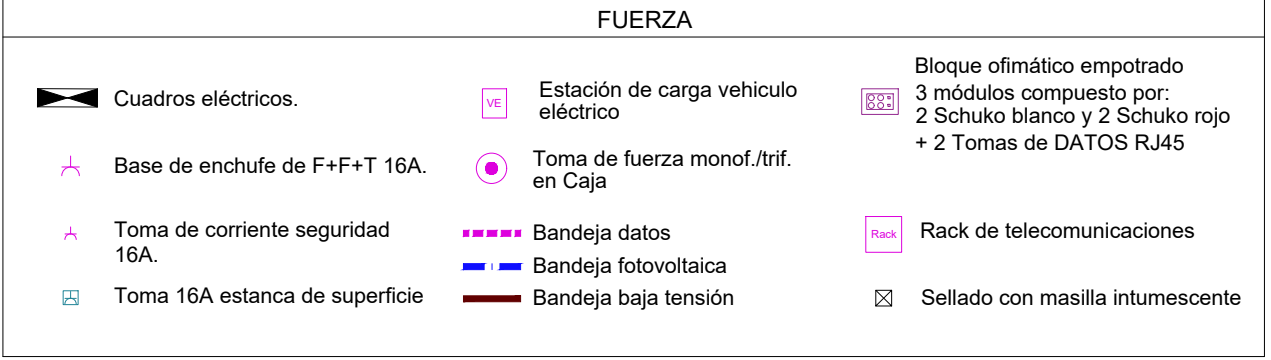 FUERZA
Cuadros eléctricos.
Base de enchufe de F+F+T 16A.
Toma de corriente seguridad
16A.
Toma 16A estanca de superficie
VE
Estación de carga vehiculo
eléctrico
Toma de fuerza monof./trif.
en Caja
Bandeja datos
Bandeja fotovoltaica
Bandeja baja tensión
Bloque ofimático empotrado
3 módulos compuesto por:
2 Schuko blanco y 2 Schuko rojo
+ 2 Tomas de DATOS RJ45
Rack
Rack de telecomunicaciones
Sellado con masilla intumescente